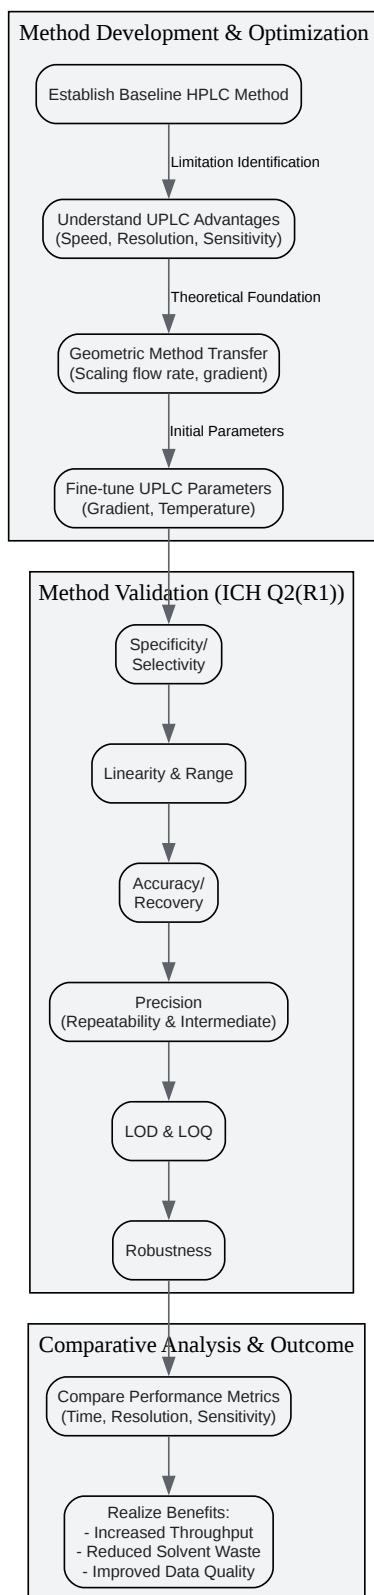 Method Development & Optimization
Establish Baseline HPLC Method
Limitation Identification
Understand UPLC Advantages
(Speed, Resolution, Sensitivity)
Theoretical Foundation
Geometric Method Transfer
(Scaling flow rate, gradient)
Initial Parameters
Fine-tune UPLC Parameters
(Gradient, Temperature)
Method Validation (ICH Q2(R1))
Specificity/
Selectivity
Linearity & Range
Accuracy/
Recovery
Precision
(Repeatability & Intermediate)
LOD & LOQ
Robustness
Comparative Analysis & Outcome
Compare Performance Metrics
(Time, Resolution, Sensitivity)
Realize Benefits:
- Increased Throughput
- Reduced Solvent Waste
- Improved Data Quality